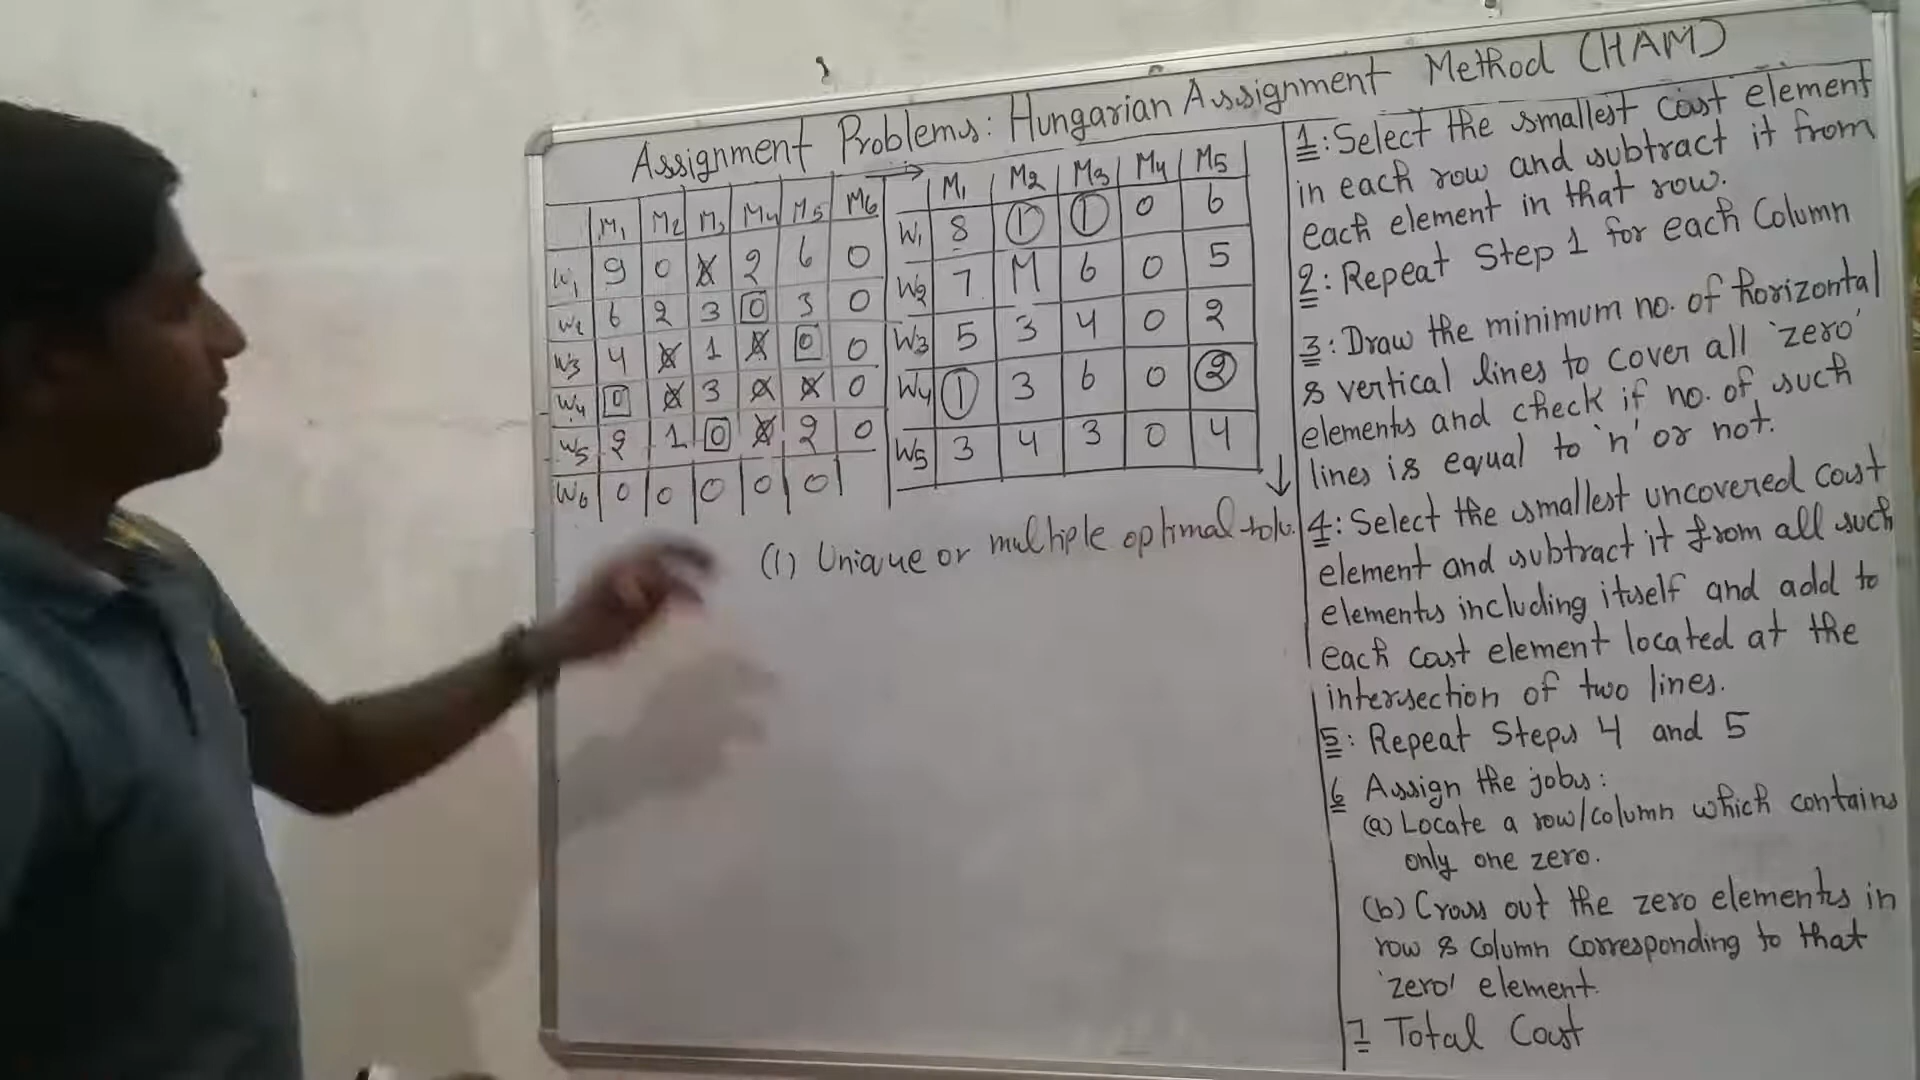 Assignment Problems: Hungarian Assignment Method (HAM)
M1 M2 M3 M4 M5 M6
W1 9 0 0 2 6 0
W2 6 2 3 0 3 0
W3 4 0 1 0 0 0
W4 0 0 3 0 0 0
W5 2 1 0 0 2 0
W6 0 0 0 0 0
→
M1 M2 M3 M4 M5
W1 8 1 1 0 6
W2 7 M 6 0 5
W3 5 3 4 0 2
W4 1 3 6 0 2
W5 3 4 3 0 4
(1) Unique or multiple optimal soln.
1: Select the smallest cost element
in each row and subtract it from
each element in that row.
2: Repeat Step 1 for each Column
3: Draw the minimum no. of horizontal
& vertical lines to cover all 'zero'
elements and check if no. of such
lines is equal to 'n' or not.
4: Select the smallest uncovered cost
element and subtract it from all such
elements including itself and add to
each cost element located at the
intersection of two lines.
5: Repeat Steps 4 and 5
6 Assign the jobs:
(a) Locate a row/column which contains
only one zero.
(b) Cross out the zero elements in
row & column corresponding to that
'zero' element.
7 Total Cost